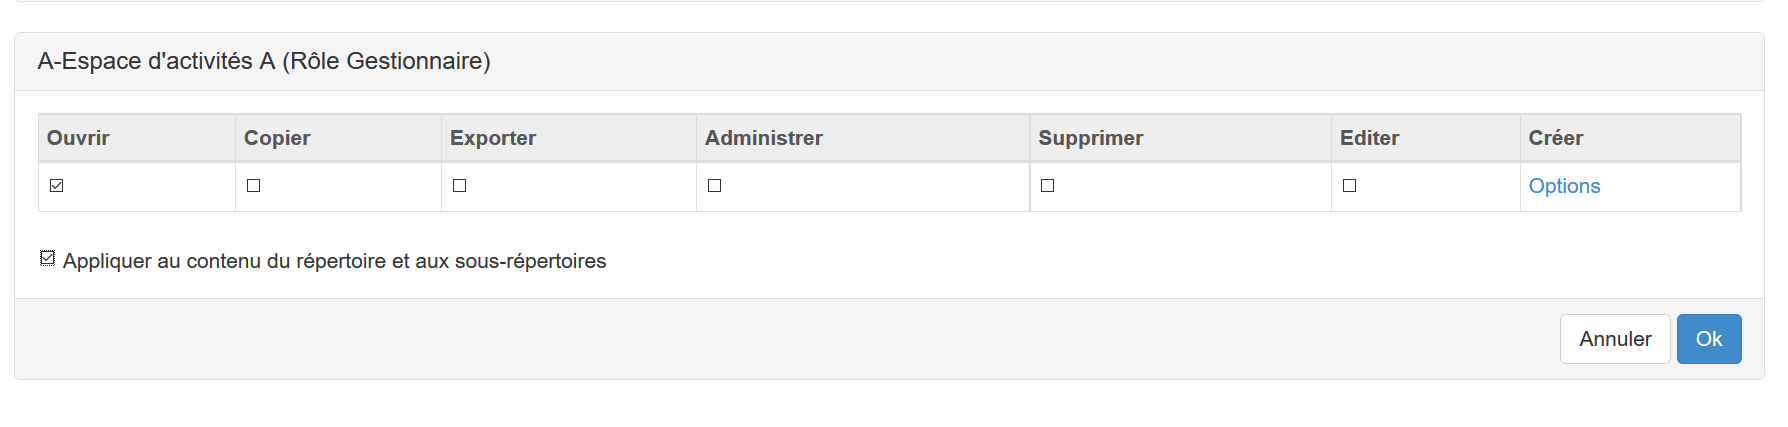 A-Espace d'activités A (Rôle Gestionnaire)
Ouvrir Copier Exporter Administrer Supprimer Editer Créer
Options
Appliquer au contenu du répertoire et aux sous-répertoires
Annuler Ok